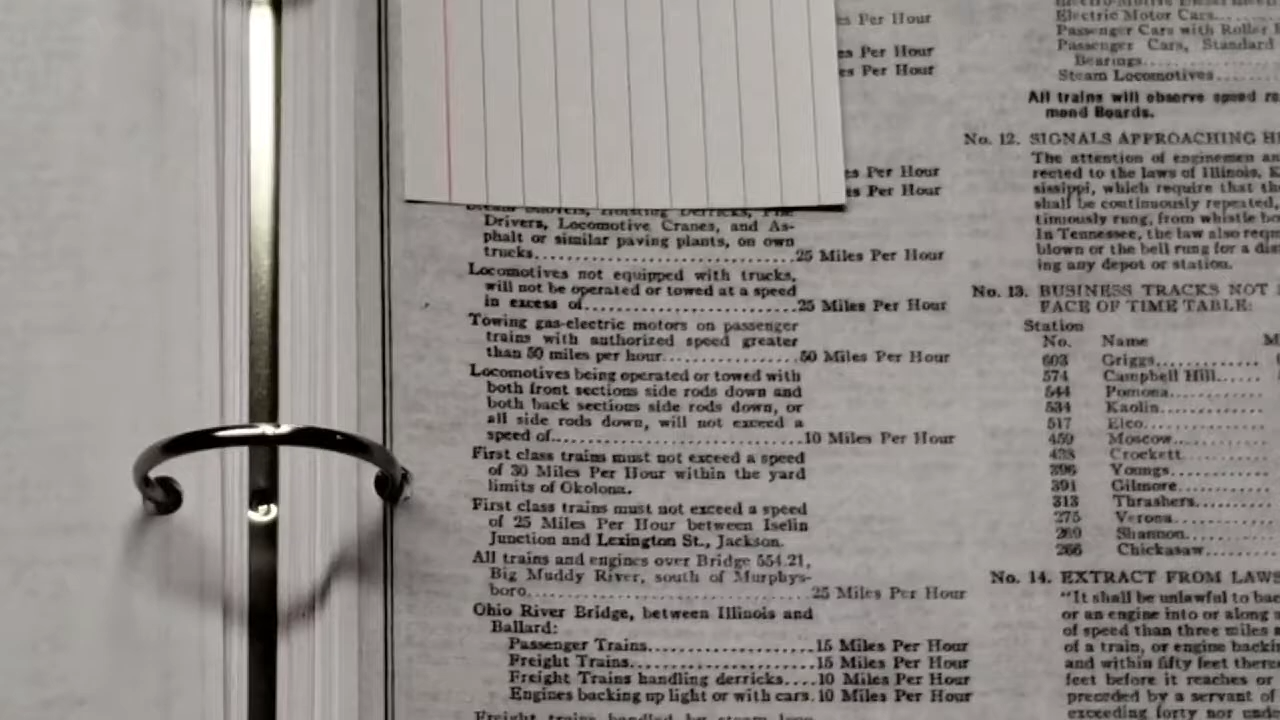 es Per Hour
es Per Hour
es Per Hour
es Per Hour
es Per Hour
Drivers, Locomotive Cranes, and As-
phalt or similar paving plants, on own
trucks..............................25 Miles Per Hour
Locomotives not equipped with trucks,
will not be operated or towed at a speed
in excess of........................25 Miles Per Hour
Towing gas-electric motors on passenger
trains with authorized speed greater
than 50 miles per hour...............50 Miles Per Hour
Locomotives being operated or towed with
both front sections side rods down and
both back sections side rods down, or
all side rods down, will not exceed a
speed of.............................10 Miles Per Hour
First class trains must not exceed a speed
of 30 Miles Per Hour within the yard
limits of Okolona.
First class trains must not exceed a speed
of 25 Miles Per Hour between Iselin
Junction and Lexington St., Jackson.
All trains and engines over Bridge 554.21,
Big Muddy River, south of Murphys-
boro.................................25 Miles Per Hour
Ohio River Bridge, between Illinois and
Ballard:
Passenger Trains.....................15 Miles Per Hour
Freight Trains.......................15 Miles Per Hour
Freight Trains handling derricks....10 Miles Per Hour
Engines backing up light or with cars.10 Miles Per Hour
Freight trains handled by steam
Electric Motor Cars
Passenger Cars with Roller
Passenger Cars, Standard
Bearings
Steam Locomotives
All trains will observe speed
mond Boards.
No. 12. SIGNALS APPROACHING
The attention of enginemen
rected to the laws of Illinois, K
sissippi, which require that
shall be continuously repeated,
tinuously rung, from whistle
In Tennessee, the law also
blown or the bell rung for a
ing any depot or station.
No. 13. BUSINESS TRACKS NOT
FACE OF TIME TABLE:
Station
No. Name M
603 Griggs
574 Campbell Hill
544 Pomona
534 Kaolin
517 Elco
459 Moscow
438 Crockett
396 Youngs
391 Gilmore
313 Thrashers
275 Verona
269 Shannon
266 Chickasaw
No. 14. EXTRACT FROM LAWS
"It shall be unlawful to
or an engine into or along
of speed than three miles
of a train, or engine
and within fifty feet
feet before it reaches or
preceded by a servant of
exceeding forty nor